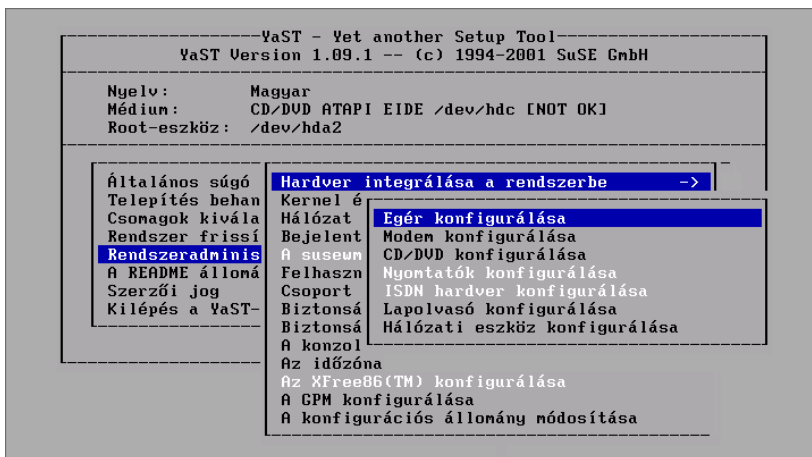 YaST - Yet another Setup Tool
YaST Version 1.09.1 -- (c) 1994-2001 SuSE GmbH
Nyelv: Magyar
Médium: CD/DVD ATAPI EIDE /dev/hdc [NOT OK]
Root-eszköz: /dev/hda2
Általános súgó
Telepítés behan
Csomagok kivála
Rendszer frissí
Rendszeradminis
A README állomá
Szerzői jog
Kilépés a YaST-
Hardver integrálása a rendszerbe ->
Kernel é
Hálózat
Bejelent
A susewm
Felhaszn
Csoport
Biztonsá
Biztonsá
A konzol
Az időzóna
Az XFree86(TM) konfigurálása
A GPM konfigurálása
A konfigurációs állomány módosítása
Egér konfigurálása
Modem konfigurálása
CD/DVD konfigurálása
Nyomtatók konfigurálása
ISDN hardver konfigurálása
Lapolvasó konfigurálása
Hálózati eszköz konfigurálása